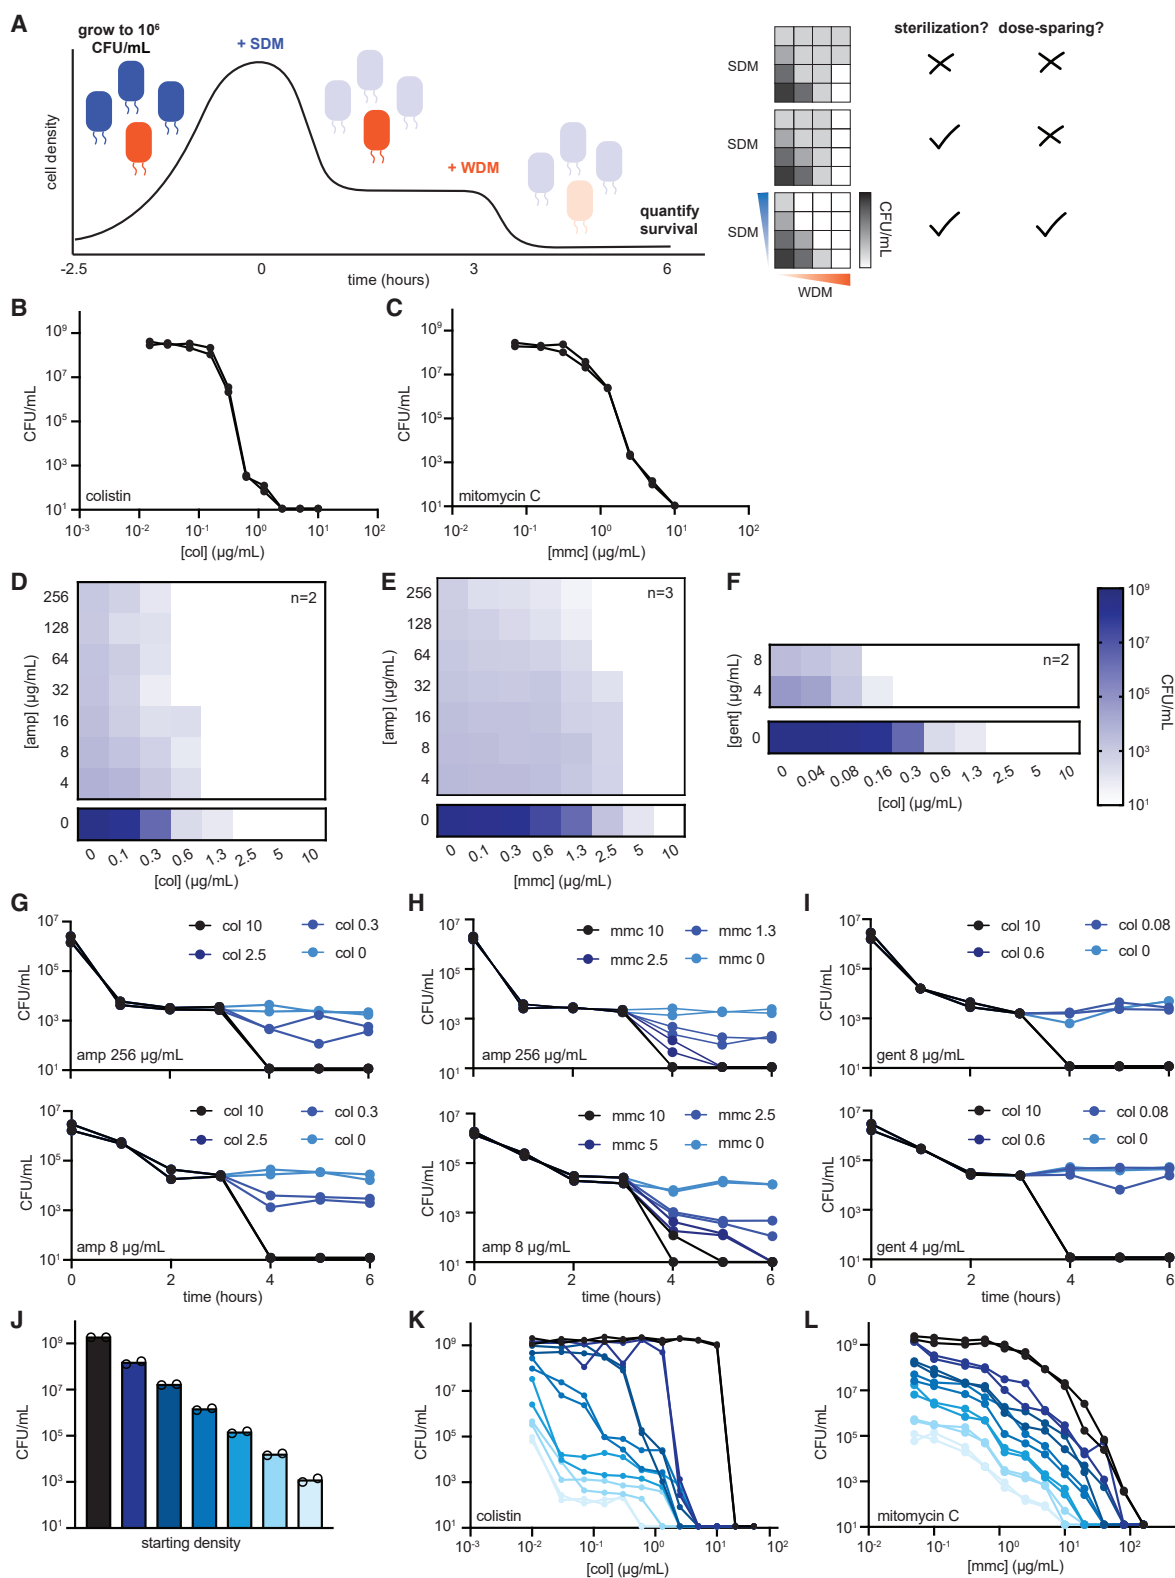 A
grow to 10⁶
CFU/mL
+ SDM
+ WDM
quantify
survival
cell density
-2.5
0
3
6
time (hours)
sterilization? dose-sparing?
SDM
SDM
SDM
CFU/mL
WDM
B
10⁹
10⁷
10⁵
10³
10¹
CFU/mL
colistin
10⁻³
10⁻²
10⁻¹
10⁰
10¹
10²
[col] (µg/mL)
C
10⁹
10⁷
10⁵
10³
10¹
CFU/mL
mitomycin C
10⁻²
10⁻¹
10⁰
10¹
10²
[mmc] (µg/mL)
D
n=2
256
128
64
32
16
8
4
0
[amp] (µg/mL)
0 0.1 0.3 0.6 1.3 2.5 5 10
[col] (µg/mL)
E
n=3
256
128
64
32
16
8
4
0
[amp] (µg/mL)
0 0.1 0.3 0.6 1.3 2.5 5 10
[mmc] (µg/mL)
F
n=2
8
4
0
[gent] (µg/mL)
0 0.04 0.08 0.16 0.3 0.6 1.3 2.5 5 10
[col] (µg/mL)
10⁹
10⁷
10⁵
10³
10¹
CFU/mL
G
10⁷
10⁵
10³
10¹
CFU/mL
col 10
col 0.3
col 2.5
col 0
amp 256 µg/mL
10⁷
10⁵
10³
10¹
CFU/mL
col 10
col 0.3
col 2.5
col 0
amp 8 µg/mL
0 2 4 6
time (hours)
H
10⁷
10⁵
10³
10¹
CFU/mL
mmc 10
mmc 1.3
mmc 2.5
mmc 0
amp 256 µg/mL
10⁷
10⁵
10³
10¹
CFU/mL
mmc 10
mmc 2.5
mmc 5
mmc 0
amp 8 µg/mL
0 2 4 6
time (hours)
I
10⁷
10⁵
10³
10¹
CFU/mL
col 10
col 0.08
col 0.6
col 0
gent 8 µg/mL
10⁷
10⁵
10³
10¹
CFU/mL
col 10
col 0.08
col 0.6
col 0
gent 4 µg/mL
0 2 4 6
time (hours)
J
10⁹
10⁷
10⁵
10³
10¹
CFU/mL
starting density
K
10⁹
10⁷
10⁵
10³
10¹
CFU/mL
colistin
10⁻³
10⁻²
10⁻¹
10⁰
10¹
10²
[col] (µg/mL)
L
10⁹
10⁷
10⁵
10³
10¹
CFU/mL
mitomycin C
10⁻²
10⁻¹
10⁰
10¹
10²
[mmc] (µg/mL)